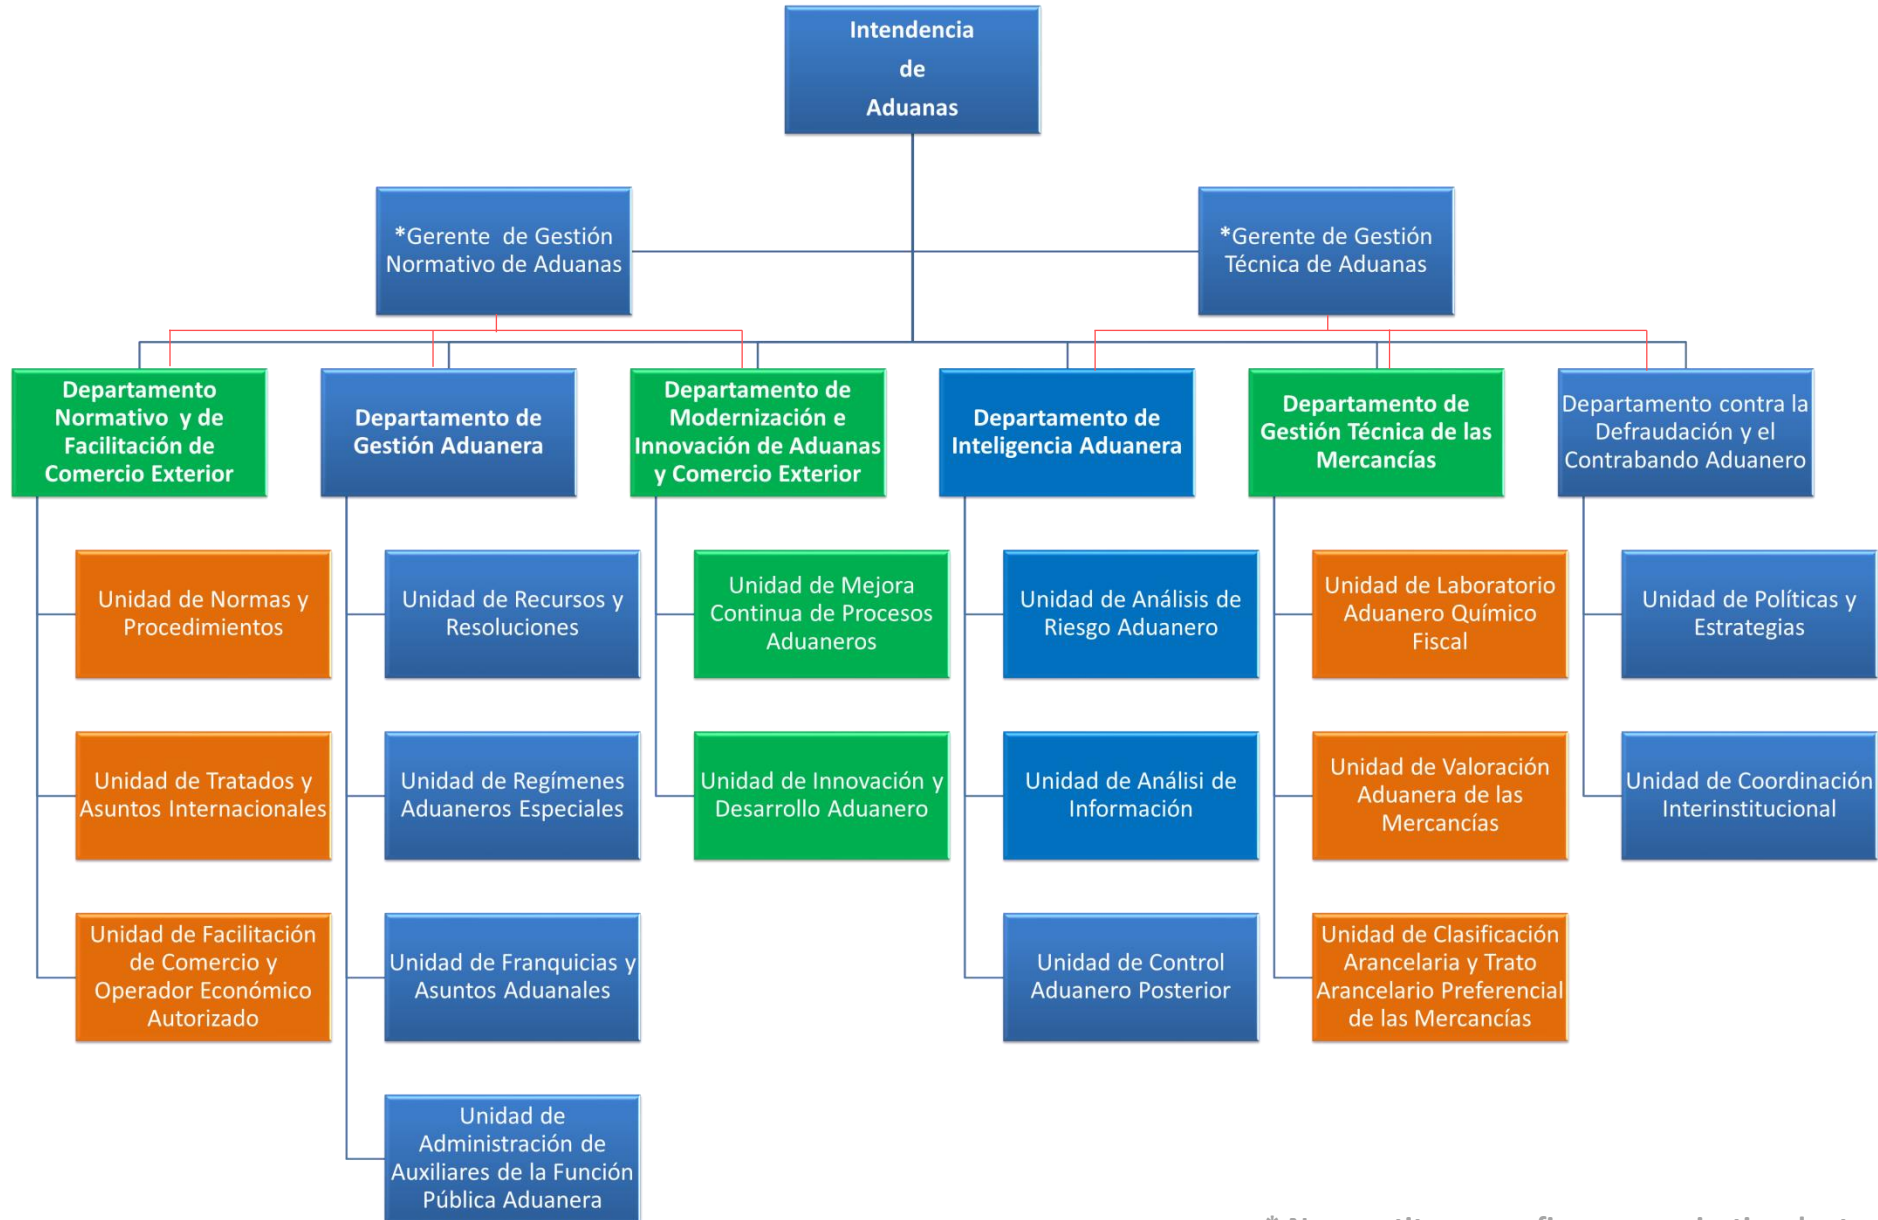 Intendencia
de
Aduanas
*Gerente de Gestión
Normativo de Aduanas
*Gerente de Gestión
Técnica de Aduanas
Departamento
Normativo y de
Facilitación de
Comercio Exterior
Departamento de
Gestión Aduanera
Departamento de
Modernización e
Innovación de Aduanas
y Comercio Exterior
Departamento de
Inteligencia Aduanera
Departamento de
Gestión Técnica de las
Mercancías
Departamento contra la
Defraudación y el
Contrabando Aduanero
Unidad de Normas y
Procedimientos
Unidad de Tratados y
Asuntos Internacionales
Unidad de Facilitación
de Comercio y
Operador Económico
Autorizado
Unidad de Recursos y
Resoluciones
Unidad de Regímenes
Aduaneros Especiales
Unidad de Franquicias y
Asuntos Aduanales
Unidad de
Administración de
Auxiliares de la Función
Pública Aduanera
Unidad de Mejora
Continua de Procesos
Aduaneros
Unidad de Innovación y
Desarrollo Aduanero
Unidad de Análisis de
Riesgo Aduanero
Unidad de Análisi de
Información
Unidad de Control
Aduanero Posterior
Unidad de Laboratorio
Aduanero Químico
Fiscal
Unidad de Valoración
Aduanera de las
Mercancías
Unidad de Clasificación
Arancelaria y Trato
Arancelario Preferencial
de las Mercancías
Unidad de Políticas y
Estrategias
Unidad de Coordinación
Interinstitucional